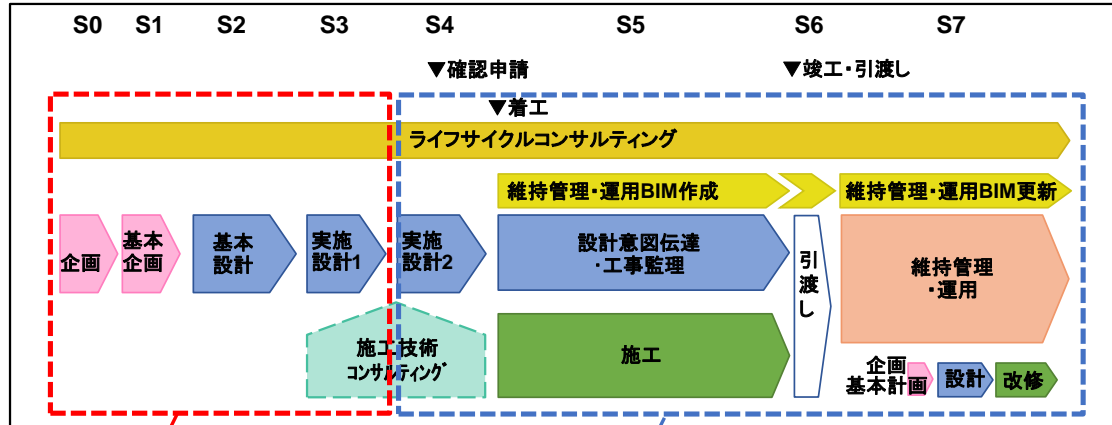 S0 S1 S2 S3 S4 S5 S6 S7
▼確認申請 ▼竣工・引渡し
▼着工
ライフサイクルコンサルティング
維持管理・運用BIM作成 維持管理・運用BIM更新
企画
基本
企画
基本
設計
実施
設計1
実施
設計2
設計意図伝達
・工事監理
引渡し
維持管理
・運用
施工技術
コンサルティング
施工
企画
基本計画
設計
改修